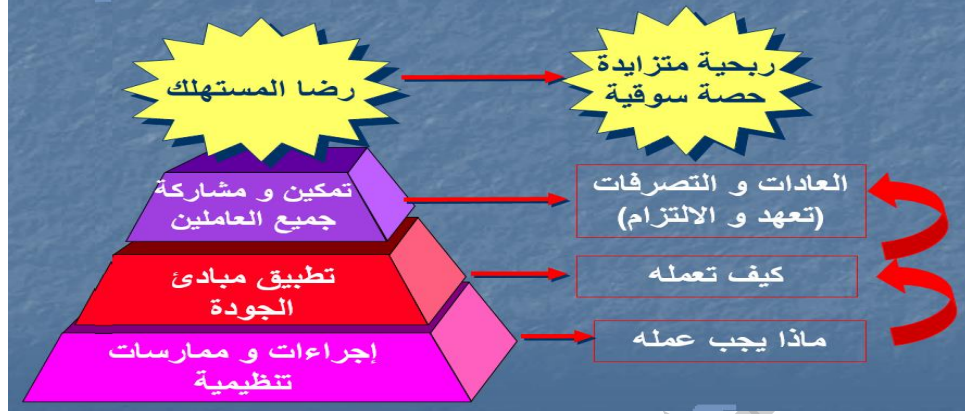 رضا المستهلك
ربحية متزايدة
حصة سوقية
تمكين و مشاركة
جميع العاملين
العادات و التصرفات
(تعهد و الالتزام)
تطبيق مبادئ
الجودة
كيف تعمله
إجراءات و ممارسات
تنظيمية
ماذا يجب عمله